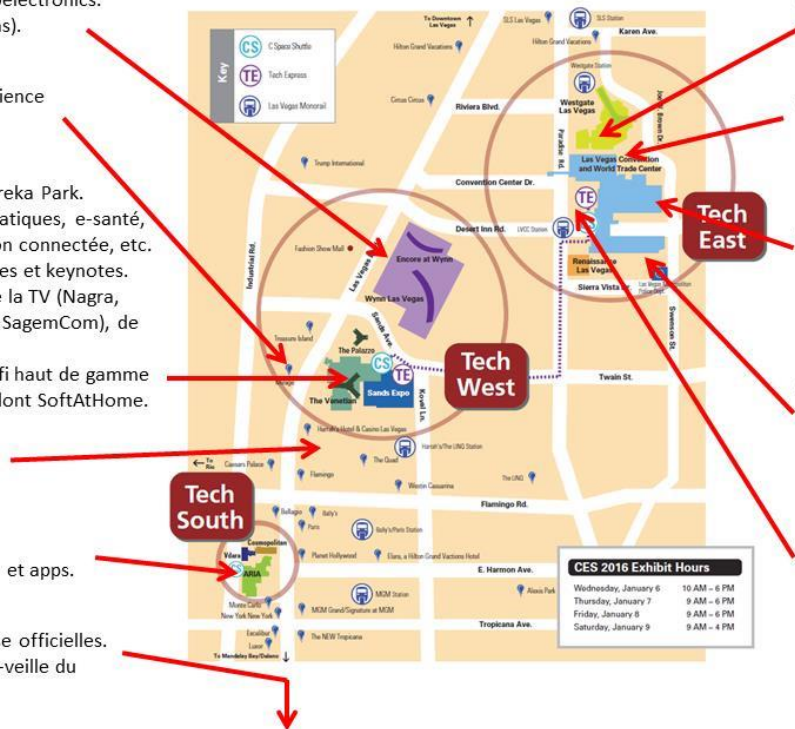 electronics.
s).
ience
reka Park.
atiques, e-santé,
on connectée, etc.
es et keynotes.
e la TV (Nagra,
SagemCom), de
fi haut de gamme
dont SoftAtHome.
et apps.
se officielles.
-veille du
Key
CS C Space Shuttle
TE Tech Express
Las Vegas Monorail
To Downtown
Las Vegas
SLS Las Vegas
SLS Station
Hilton Grand Vacations
Hilton Grand Vacations
Karen Ave.
Westgate Station
Circus Circus
Riviera Blvd.
Westgate
Las Vegas
Paradise Rd.
Joe W. Brown Dr.
Trump International
Las Vegas Convention
and World Trade Center
Convention Center Dr.
TE
Tech
East
Desert Inn Rd.
LVCC Station
Industrial Rd.
Fashion Show Mall
Las Vegas
Encore at Wynn
Renaissance
Las Vegas
Wynn Las Vegas
Sierra Vista Dr.
Swenson St.
Sands Ave.
Treasure Island
The Palazzo
CS
TE
Tech
West
Mirage
The Venetian
Sands Expo
Koval Ln.
Twain St.
Harrah's Hotel & Casino Las Vegas
Harrah's/The LINQ Station
To
Rio
Caesars Palace
The Quad
Flamingo
Westin Casuarina
The LINQ
Tech
South
Flamingo Rd.
Bellagio
Bally's
Paris
Bally's/Paris Station
Cosmopolitan
Vdara
Planet Hollywood
Elara, a Hilton Grand Vacations Hotel
CS
ARIA
E. Harmon Ave.
Monte Carlo
New York New York
MGM Station
MGM Grand/Signature at MGM
Alexis Park
Tropicana Ave.
Excalibur
The NEW Tropicana
Luxor
To Mandalay Bay/Delano
CES 2016 Exhibit Hours
Wednesday, January 6 10 AM – 6 PM
Thursday, January 7 9 AM – 6 PM
Friday, January 8 9 AM – 6 PM
Saturday, January 9 9 AM – 4 PM